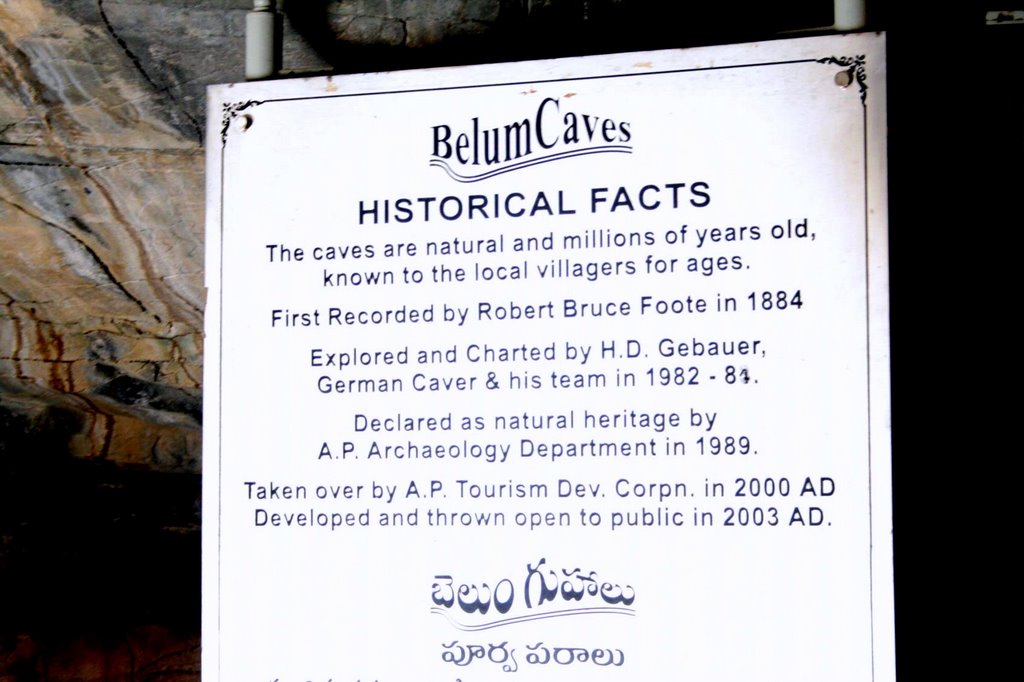 Belum Caves
HISTORICAL FACTS
The caves are natural and millions of years old,
known to the local villagers for ages.
First Recorded by Robert Bruce Foote in 1884
Explored and Charted by H.D. Gebauer,
German Caver & his team in 1982 - 84.
Declared as natural heritage by
A.P. Archaeology Department in 1989.
Taken over by A.P. Tourism Dev. Corpn. in 2000 AD
Developed and thrown open to public in 2003 AD.
బెలుం గుహలు
పూర్వ పరాలు